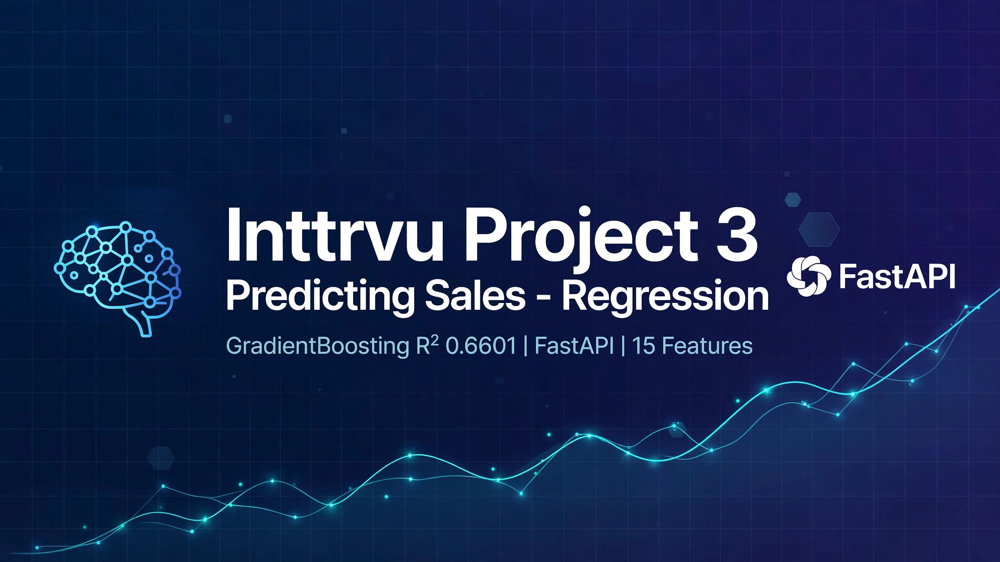 Inttrvu Project 3
Predicting Sales - Regression
FastAPI
GradientBoosting R² 0.6601 | FastAPI | 15 Features